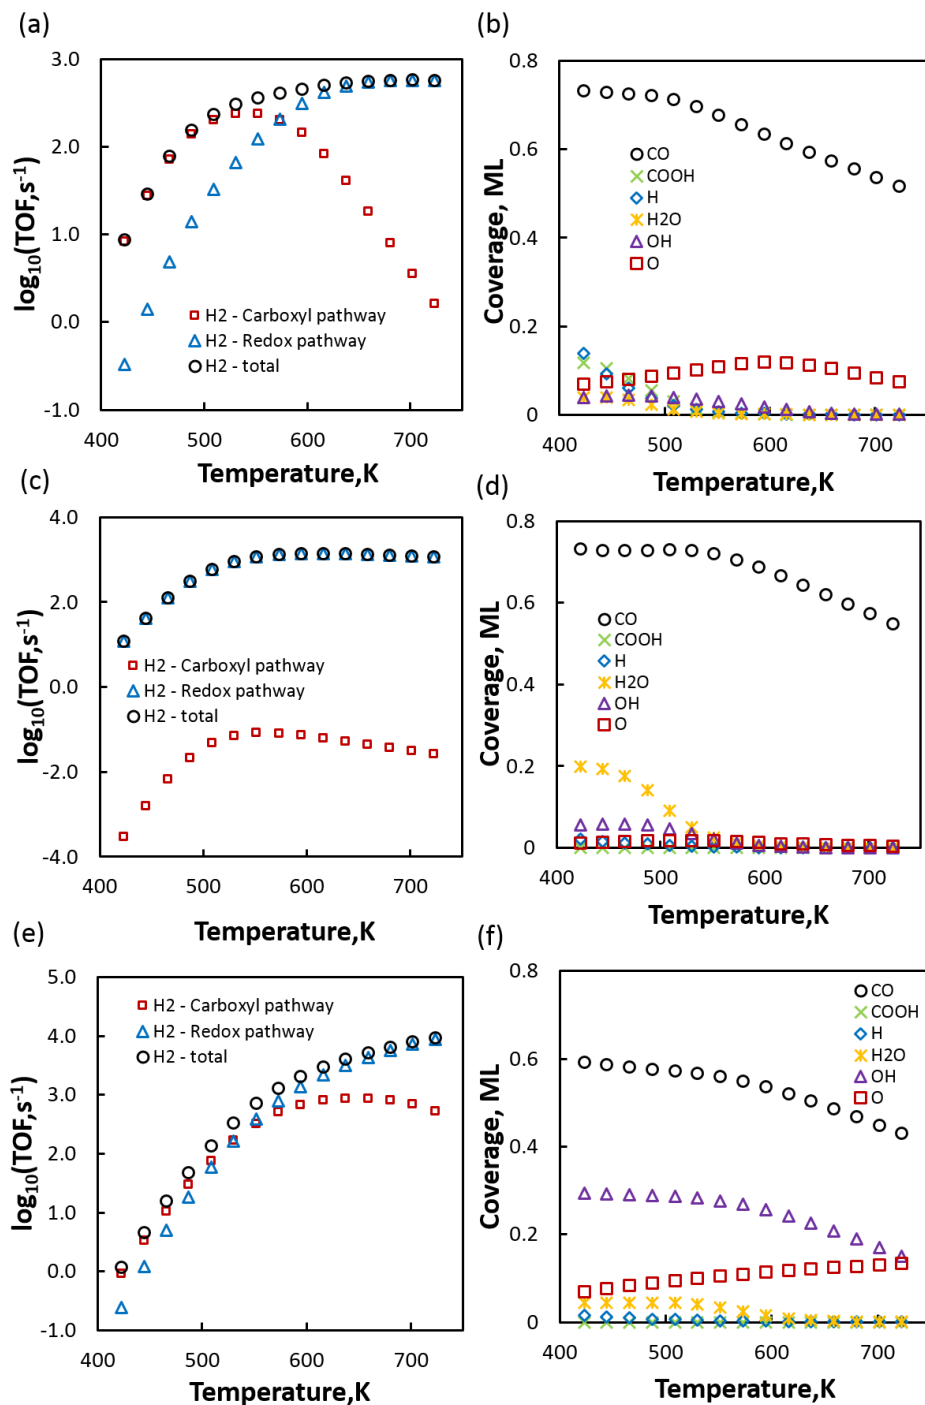 (a)
3.0
2.0
1.0
0.0
-1.0
log10(TOF,s-1)
H2 - Carboxyl pathway
H2 - Redox pathway
H2 - total
400 500 600 700
Temperature,K
(b)
0.8
0.6
0.4
0.2
0
Coverage, ML
CO
COOH
H
H2O
OH
O
400 500 600 700
Temperature,K
(c)
4.0
2.0
0.0
-2.0
-4.0
log10(TOF,s-1)
H2 - Carboxyl pathway
H2 - Redox pathway
H2 - total
400 500 600 700
Temperature,K
(d)
0.8
0.6
0.4
0.2
0
Coverage, ML
CO
COOH
H
H2O
OH
O
400 500 600 700
Temperature,K
(e)
5.0
4.0
3.0
2.0
1.0
0.0
-1.0
log10(TOF,s-1)
H2 - Carboxyl pathway
H2 - Redox pathway
H2 - total
400 500 600 700
Temperature,K
(f)
0.8
0.6
0.4
0.2
0
Coverage, ML
CO
COOH
H
H2O
OH
O
400 500 600 700
Temperature,K